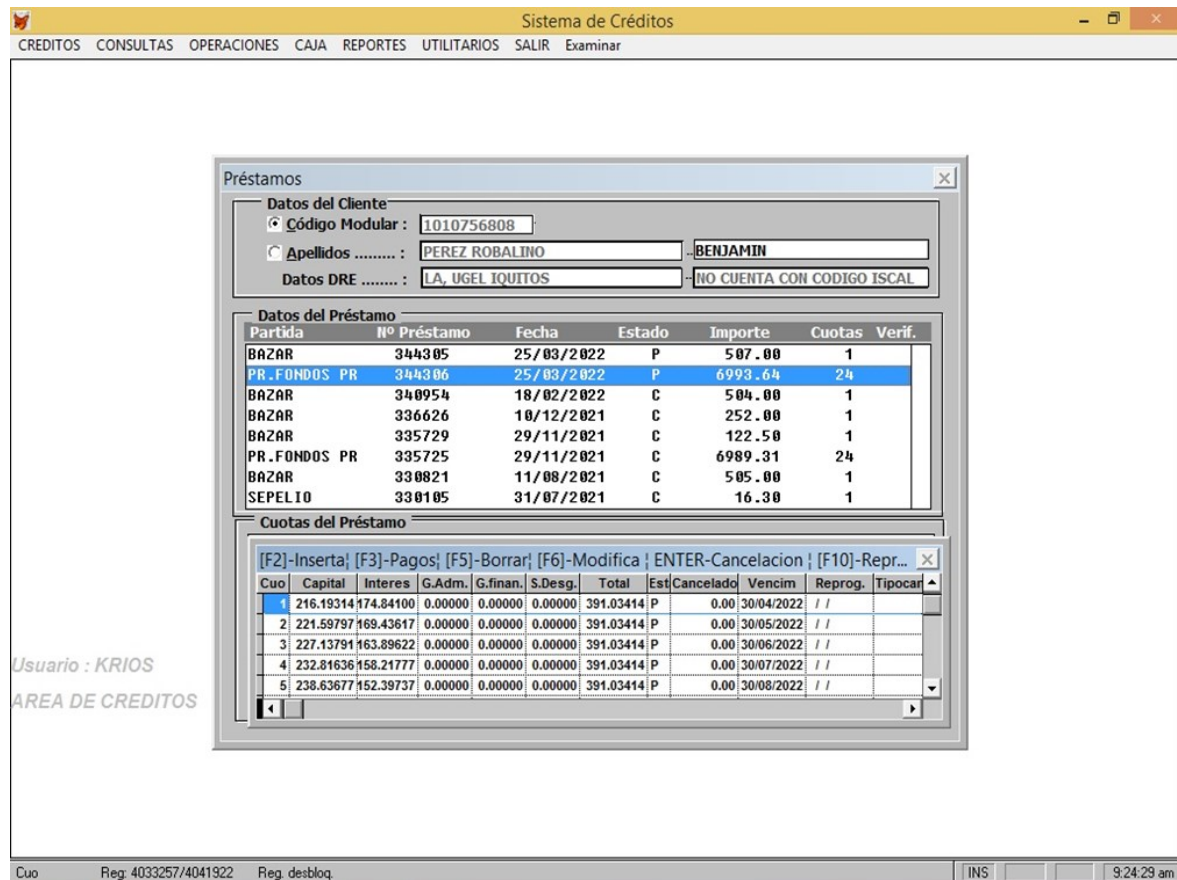 Sistema de Créditos
CREDITOS CONSULTAS OPERACIONES CAJA REPORTES UTILITARIOS SALIR Examinar
Préstamos
Datos del Cliente
Código Modular : 1010756808
Apellidos ......... : PEREZ ROBALINO BENJAMIN
Datos DRE ........ : LA, UGEL IQUITOS NO CUENTA CON CODIGO ISCAL
Datos del Préstamo
Partida Nº Préstamo Fecha Estado Importe Cuotas Verif.
BAZAR 344305 25/03/2022 P 507.00 1
PR.FONDOS PR 344306 25/03/2022 P 6993.64 24
BAZAR 340954 18/02/2022 C 504.00 1
BAZAR 336626 10/12/2021 C 252.00 1
BAZAR 335729 29/11/2021 C 122.50 1
PR.FONDOS PR 335725 29/11/2021 C 6989.31 24
BAZAR 330821 11/08/2021 C 505.00 1
SEPELIO 330105 31/07/2021 C 16.30 1
Cuotas del Préstamo
[F2]-Inserta¦ [F3]-Pagos¦ [F5]-Borrar¦ [F6]-Modifica ¦ ENTER-Cancelacion ¦ [F10]-Repr...
Cuo Capital Interes G.Adm. G.finan. S.Desg. Total Est Cancelado Vencim Reprog. Tipocar
1 216.19314 174.84100 0.00000 0.00000 0.00000 391.03414 P 0.00 30/04/2022 / /
2 221.59797 169.43617 0.00000 0.00000 0.00000 391.03414 P 0.00 30/05/2022 / /
3 227.13791 163.89622 0.00000 0.00000 0.00000 391.03414 P 0.00 30/06/2022 / /
4 232.81636 158.21777 0.00000 0.00000 0.00000 391.03414 P 0.00 30/07/2022 / /
5 238.63677 152.39737 0.00000 0.00000 0.00000 391.03414 P 0.00 30/08/2022 / /
Usuario : KRIOS
AREA DE CREDITOS
Cuo Reg: 4033257/4041922 Reg. desbloq. INS 9:24:29 am